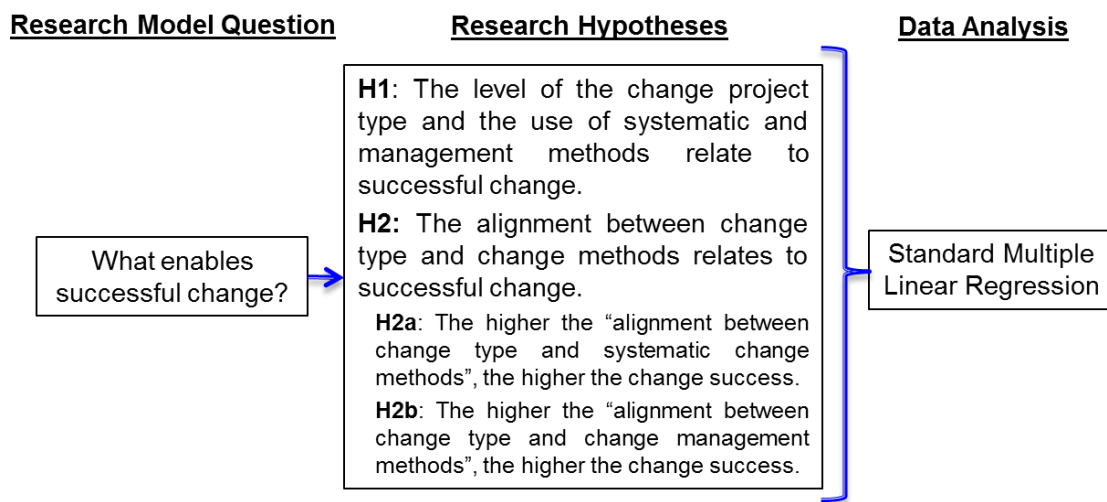 Research Model Question
Research Hypotheses
Data Analysis
H1: The level of the change project
type and the use of systematic and
management methods relate to
successful change.
H2: The alignment between change
type and change methods relates to
successful change.
H2a: The higher the “alignment between
change type and systematic change
methods”, the higher the change success.
H2b: The higher the “alignment between
change type and change management
methods”, the higher the change success.
What enables
successful change?
Standard Multiple
Linear Regression